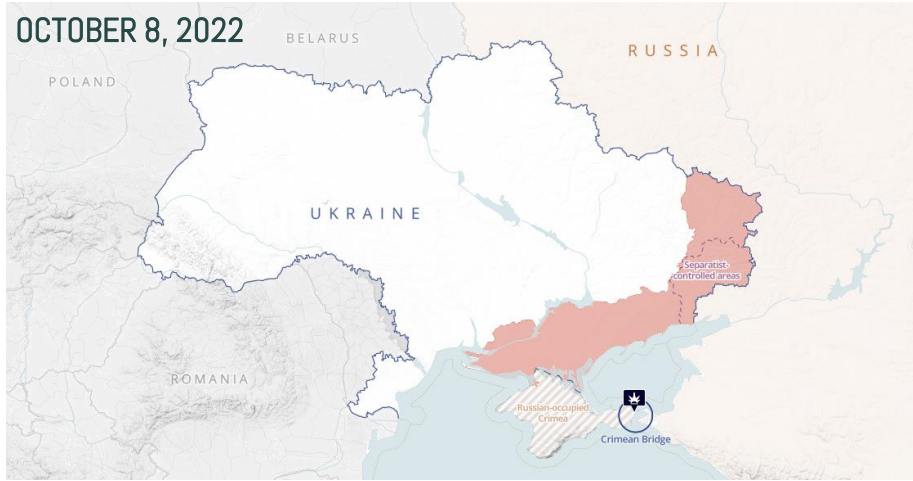 OCTOBER 8, 2022
BELARUS
RUSSIA
POLAND
UKRAINE
Separatist-
controlled areas
ROMANIA
Russian-occupied
Crimea
Crimean Bridge